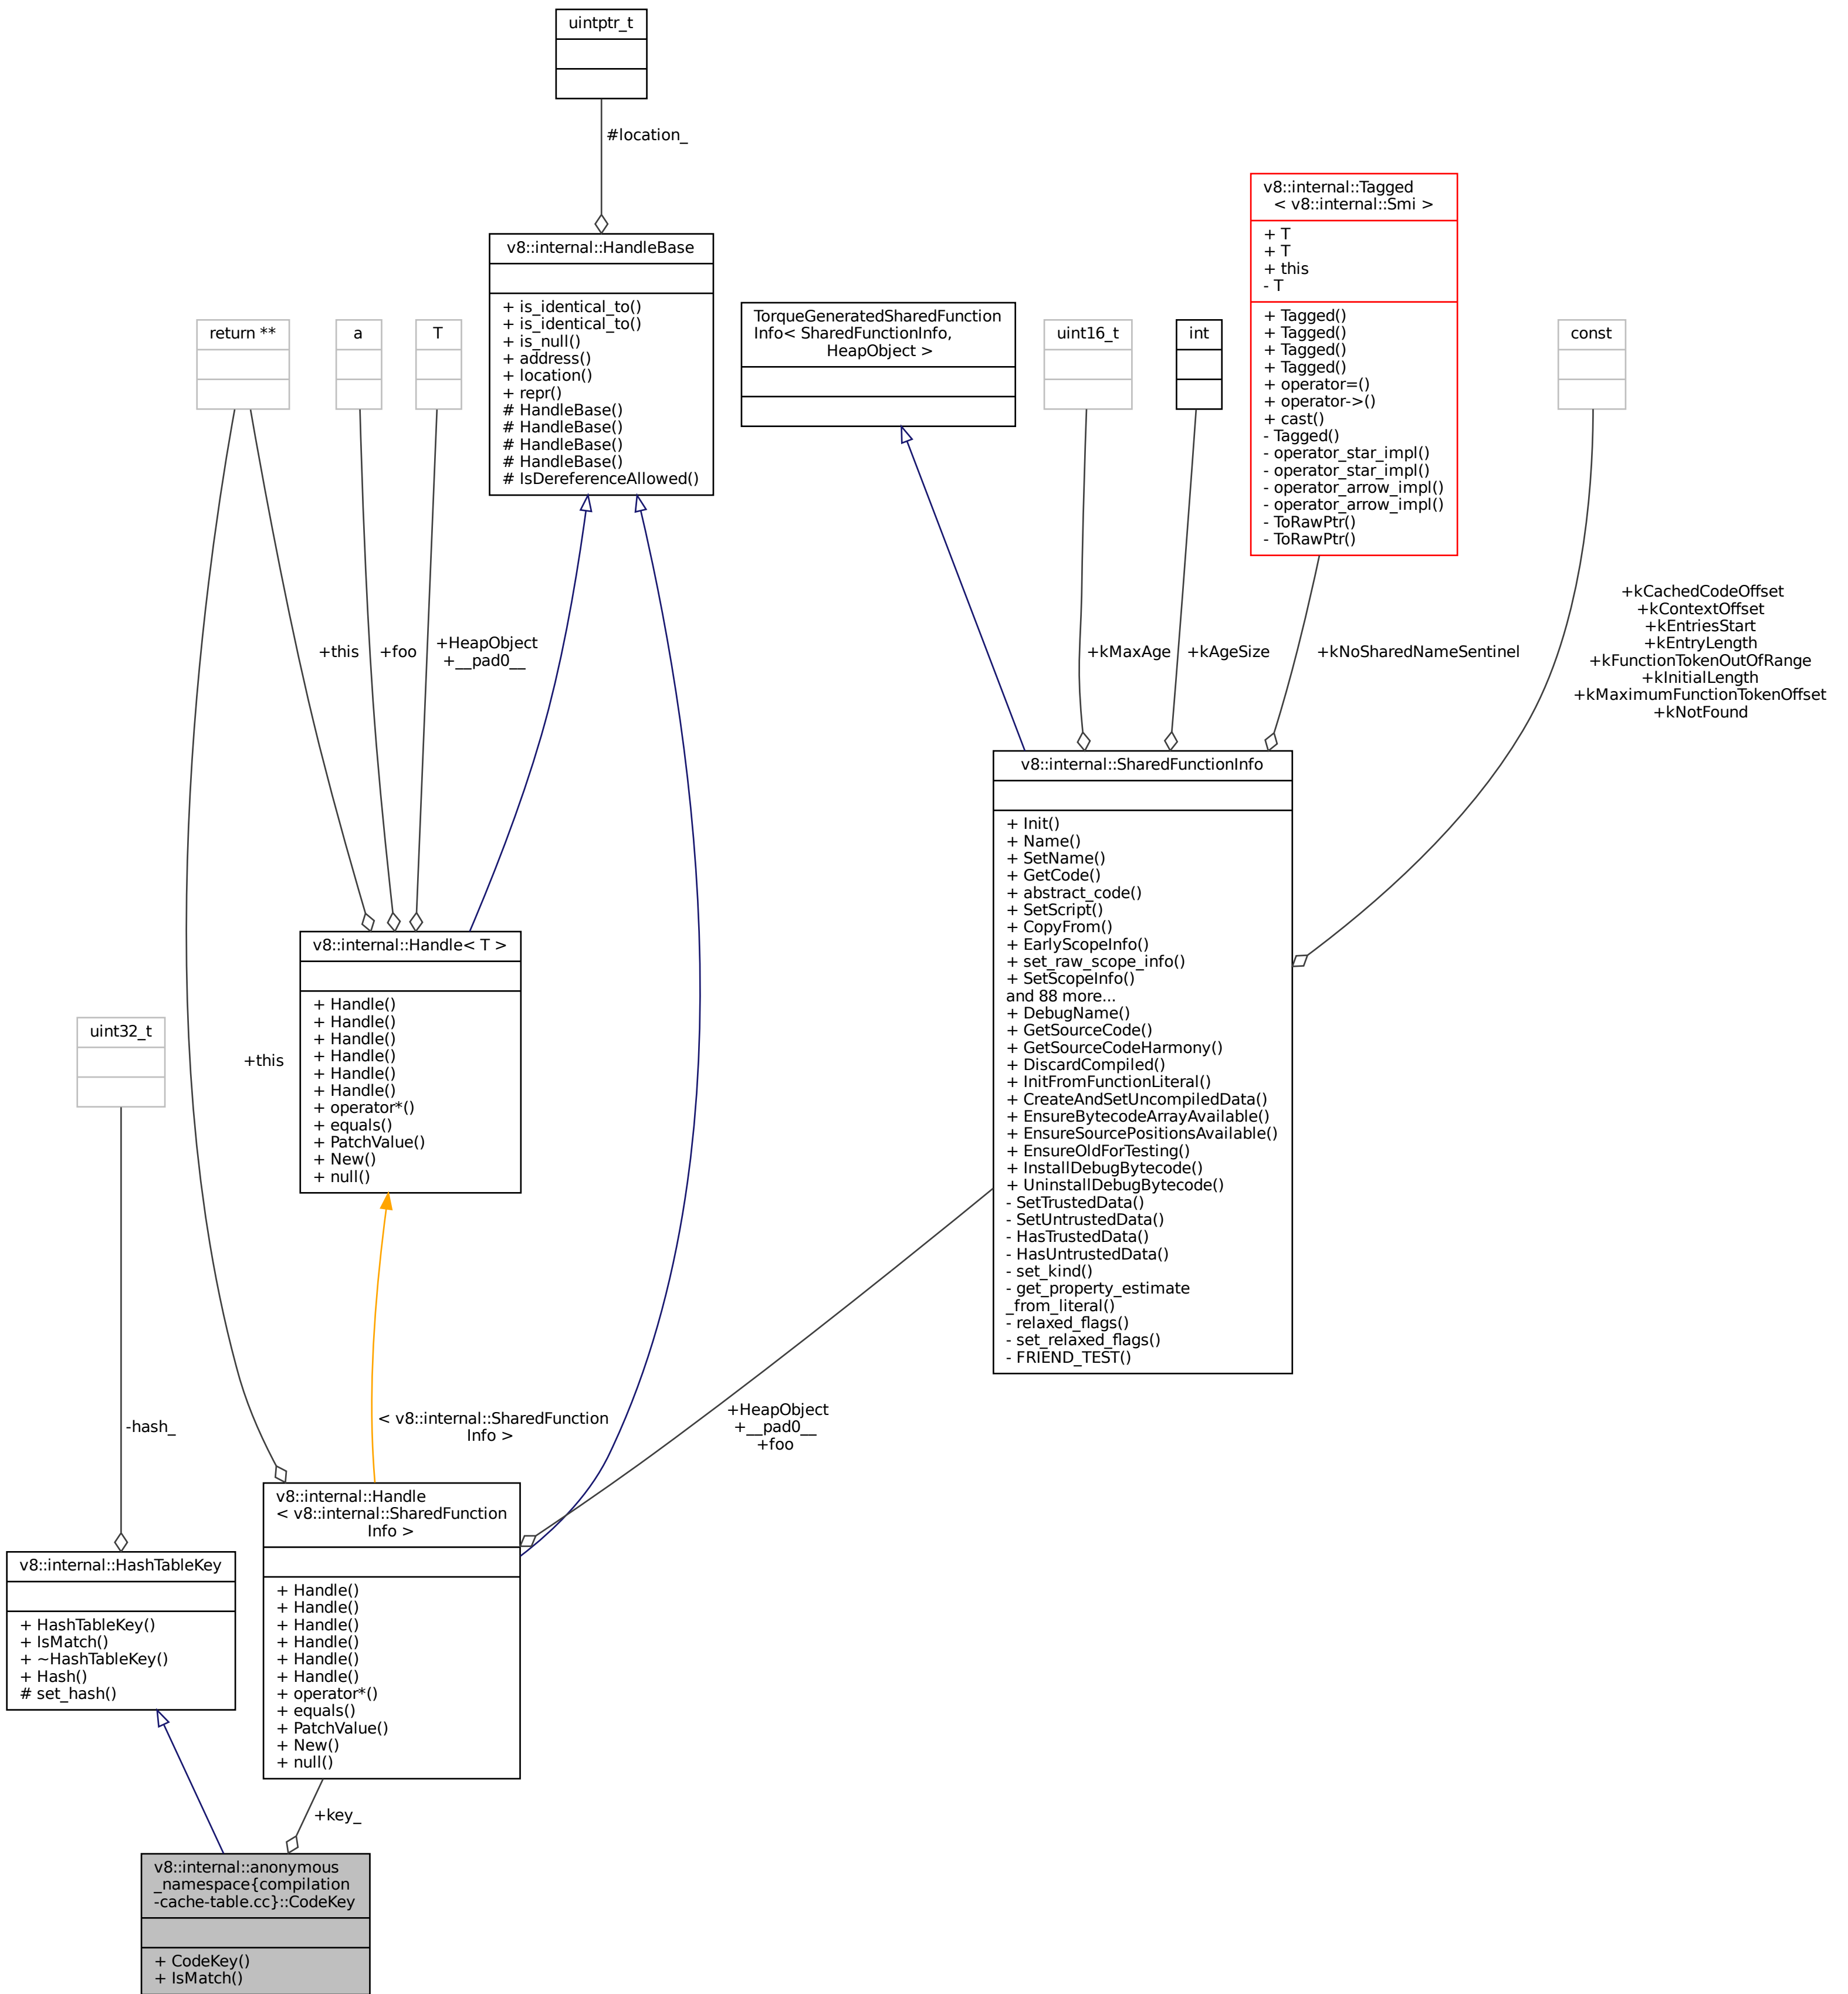 uintptr_t
#location_
v8::internal::HandleBase
+ is_identical_to()
+ is_identical_to()
+ is_null()
+ address()
+ location()
+ repr()
# HandleBase()
# HandleBase()
# HandleBase()
# HandleBase()
# IsDereferenceAllowed()
v8::internal::Tagged
< v8::internal::Smi >
+ T
+ T
+ this
- T
+ Tagged()
+ Tagged()
+ Tagged()
+ Tagged()
+ operator=()
+ operator->()
+ cast()
- Tagged()
- operator_star_impl()
- operator_star_impl()
- operator_arrow_impl()
- operator_arrow_impl()
- ToRawPtr()
- ToRawPtr()
return **
a
T
TorqueGeneratedSharedFunction
Info< SharedFunctionInfo,
HeapObject >
uint16_t
int
const
+this
+foo
+HeapObject
+__pad0__
+kMaxAge
+kAgeSize
+kNoSharedNameSentinel
+kCachedCodeOffset
+kContextOffset
+kEntriesStart
+kEntryLength
+kFunctionTokenOutOfRange
+kInitialLength
+kMaximumFunctionTokenOffset
+kNotFound
v8::internal::SharedFunctionInfo
+ Init()
+ Name()
+ SetName()
+ GetCode()
+ abstract_code()
+ SetScript()
+ CopyFrom()
+ EarlyScopeInfo()
+ set_raw_scope_info()
+ SetScopeInfo()
and 88 more...
+ DebugName()
+ GetSourceCode()
+ GetSourceCodeHarmony()
+ DiscardCompiled()
+ InitFromFunctionLiteral()
+ CreateAndSetUncompiledData()
+ EnsureBytecodeArrayAvailable()
+ EnsureSourcePositionsAvailable()
+ EnsureOldForTesting()
+ InstallDebugBytecode()
+ UninstallDebugBytecode()
- SetTrustedData()
- SetUntrustedData()
- HasTrustedData()
- HasUntrustedData()
- set_kind()
- get_property_estimate
_from_literal()
- relaxed_flags()
- set_relaxed_flags()
- FRIEND_TEST()
v8::internal::Handle< T >
+ Handle()
+ Handle()
+ Handle()
+ Handle()
+ Handle()
+ Handle()
+ operator*()
+ equals()
+ PatchValue()
+ New()
+ null()
uint32_t
+this
-hash_
< v8::internal::SharedFunction
Info >
+HeapObject
+__pad0__
+foo
v8::internal::Handle
< v8::internal::SharedFunction
Info >
+ Handle()
+ Handle()
+ Handle()
+ Handle()
+ Handle()
+ Handle()
+ operator*()
+ equals()
+ PatchValue()
+ New()
+ null()
v8::internal::HashTableKey
+ HashTableKey()
+ IsMatch()
+ ~HashTableKey()
+ Hash()
# set_hash()
+key_
v8::internal::anonymous
_namespace{compilation
-cache-table.cc}::CodeKey
+ CodeKey()
+ IsMatch()